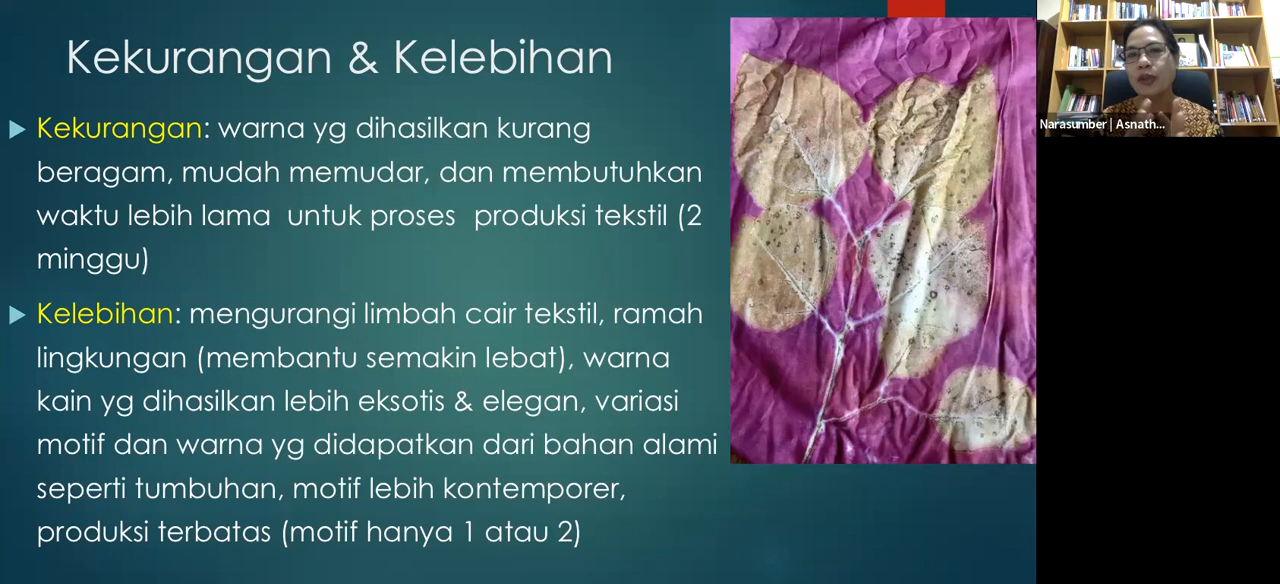 Kekurangan & Kelebihan
Kekurangan: warna yg dihasilkan kurang
beragam, mudah memudar, dan membutuhkan
waktu lebih lama untuk proses produksi tekstil (2
minggu)
Kelebihan: mengurangi limbah cair tekstil, ramah
lingkungan (membantu semakin lebat), warna
kain yg dihasilkan lebih eksotis & elegan, variasi
motif dan warna yg didapatkan dari bahan alami
seperti tumbuhan, motif lebih kontemporer,
produksi terbatas (motif hanya 1 atau 2)
Narasumber | Asnath...